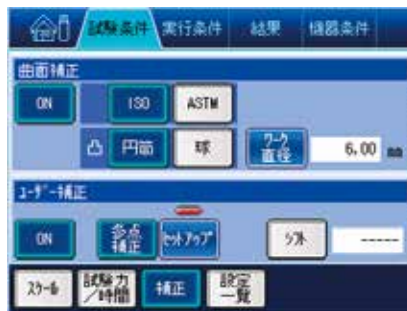 試験条件 実行条件 結果 機器条件
曲面補正
ON ISO ASTM
凸 円筒 球 ワーク直径 6.00 mm
ユーザー補正
ON 多点補正 セットアップ シフト -----
スケール 試験力/時間 補正 設定一覧